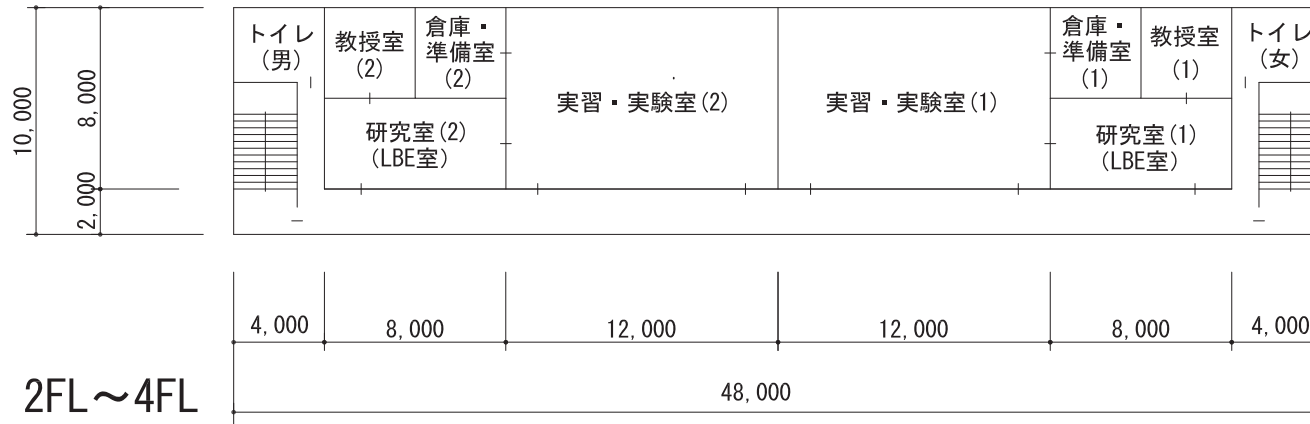 トイレ
(男)
教授室
(2)
倉庫・
準備室
(2)
実習・実験室(2)
実習・実験室(1)
倉庫・
準備室
(1)
教授室
(1)
トイレ
(女)
研究室(2)
(LBE室)
研究室(1)
(LBE室)
10,000
8,000
2,000
4,000
8,000
12,000
12,000
8,000
4,000
48,000
2FL～4FL